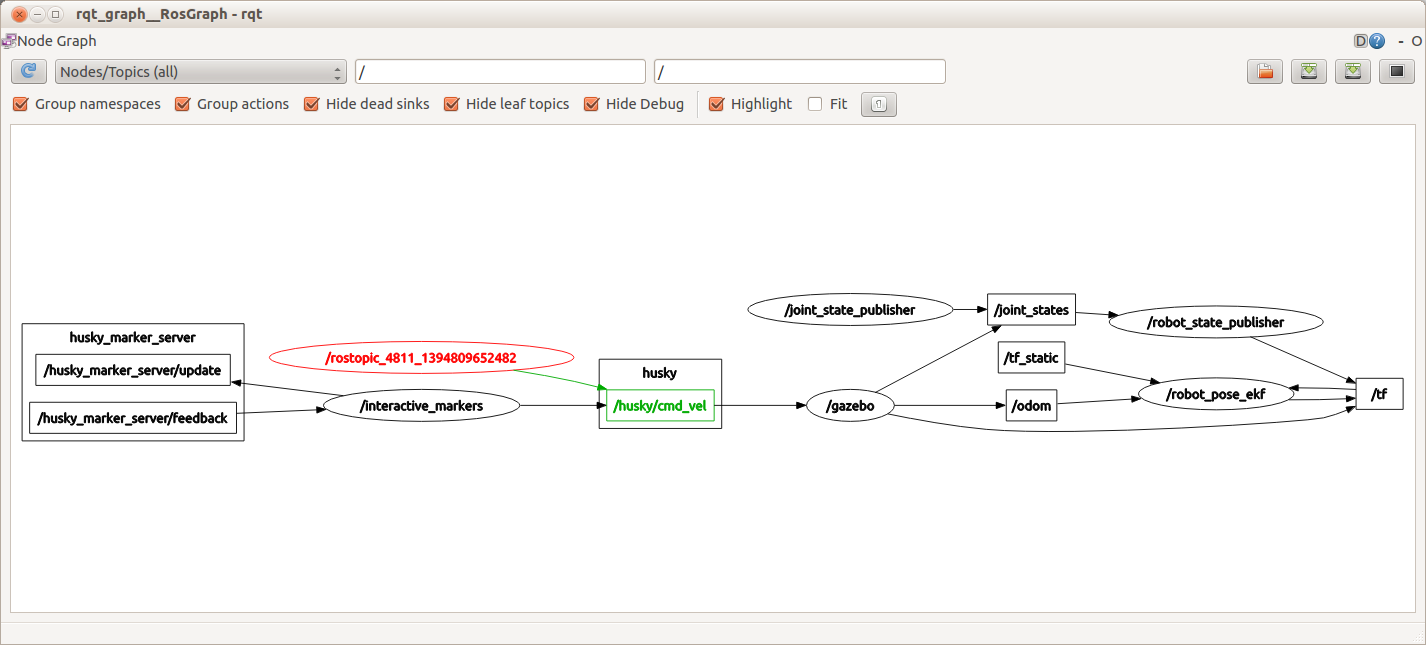 rqt_graph__RosGraph - rqt
Node Graph
D ? - O
Nodes/Topics (all) / /
Group namespaces Group actions Hide dead sinks Hide leaf topics Hide Debug Highlight Fit
husky_marker_server
/husky_marker_server/update
/husky_marker_server/feedback
/rostopic_4811_1394809652482
/interactive_markers
husky
/husky/cmd_vel
/joint_state_publisher
/gazebo
/joint_states
/tf_static
/odom
/robot_state_publisher
/robot_pose_ekf
/tf